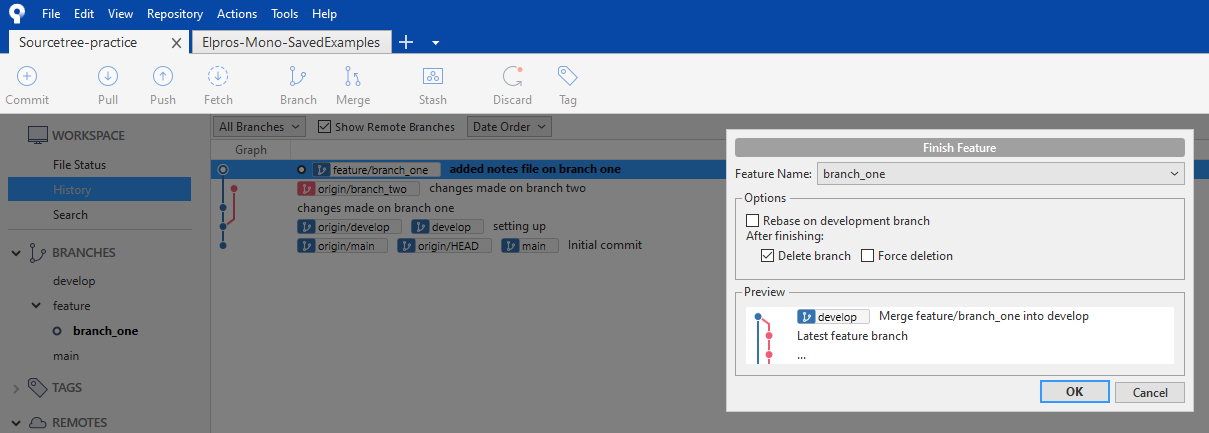 File Edit View Repository Actions Tools Help
Sourcetree-practice Elpros-Mono-SavedExamples
Commit Pull Push Fetch Branch Merge Stash Discard Tag
WORKSPACE
File Status
History
Search
BRANCHES
develop
feature
branch_one
main
TAGS
REMOTES
All Branches Show Remote Branches Date Order
Graph
feature/branch_one added notes file on branch one
origin/branch_two changes made on branch two
changes made on branch one
origin/develop develop setting up
origin/main origin/HEAD main Initial commit
Finish Feature
Feature Name: branch_one
Options
Rebase on development branch
After finishing:
Delete branch Force deletion
Preview
develop Merge feature/branch_one into develop
Latest feature branch
...
OK Cancel